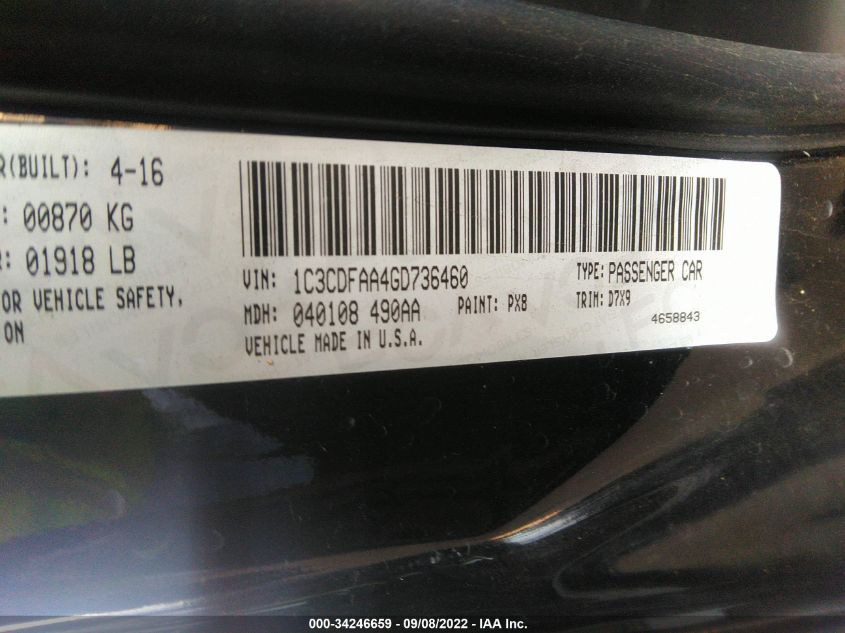 R(BUILT): 4-16
: 00870 KG
R: 01918 LB
OR VEHICLE SAFETY,
ON
VIN: 1C3CDFAA4GD736460
TYPE: PASSENGER CAR
MDH: 040108 490AA
PAINT: PX8
TRIM: D7X9
VEHICLE MADE IN U.S.A.
4658843
000-34246659 - 09/08/2022 - IAA Inc.